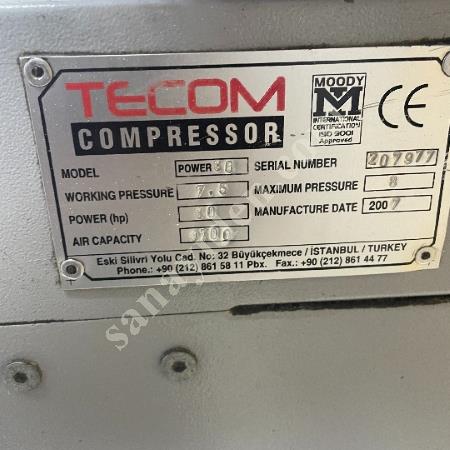 TECOM
COMPRESSOR
MOODY
INTERNATIONAL
CERTIFICATION
ISO 9001
Approved
CE
MODEL POWER SERIAL NUMBER 207977
WORKING PRESSURE 7.5 MAXIMUM PRESSURE 8
POWER (hp) MANUFACTURE DATE 2007
AIR CAPACITY
Eski Silivri Yolu Cad. No: 32 Büyükçekmece / İSTANBUL / TURKEY
Phone.: +90 (212) 861 58 11 Pbx. Fax.: +90 (212) 861 44 77